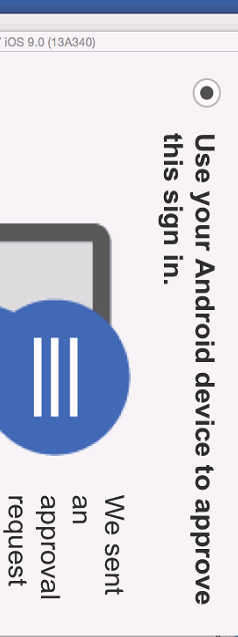 iOS 9.0 (13A340)
Use your Android device to approve
this sign in.
We sent
an
approval
request